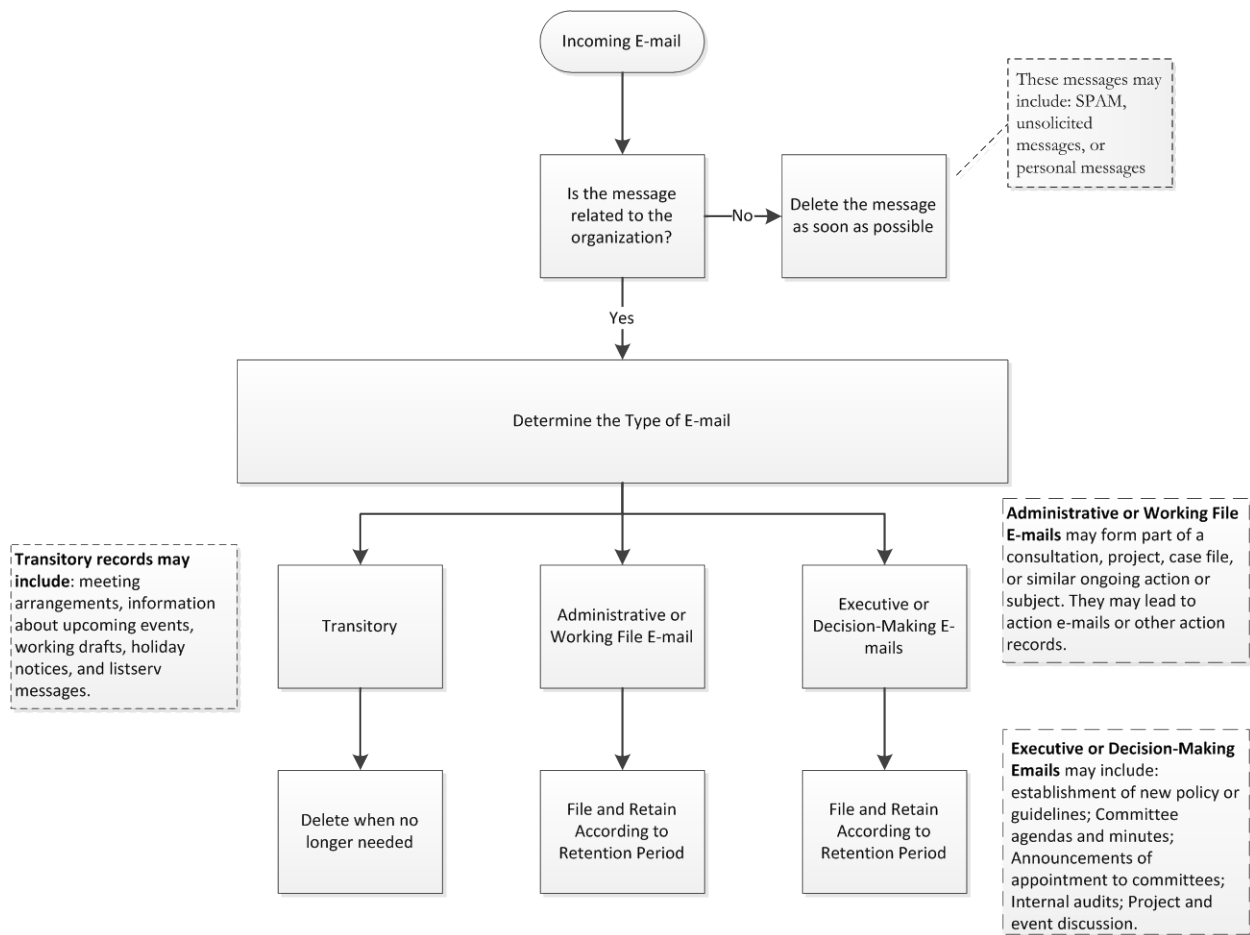 Incoming E-mail
These messages may
include: SPAM,
unsolicited
messages, or
personal messages
Is the message
related to the
organization?
No
Delete the message
as soon as possible
Yes
Determine the Type of E-mail
Transitory records may
include: meeting
arrangements, information
about upcoming events,
working drafts, holiday
notices, and listserv
messages.
Transitory
Administrative or
Working File E-mail
Executive or
Decision-Making E-
mails
Administrative or Working File
E-mails may form part of a
consultation, project, case file,
or similar ongoing action or
subject. They may lead to
action e-mails or other action
records.
Delete when no
longer needed
File and Retain
According to
Retention Period
File and Retain
According to
Retention Period
Executive or Decision-Making
Emails may include:
establishment of new policy or
guidelines; Committee
agendas and minutes;
Announcements of
appointment to committees;
Internal audits; Project and
event discussion.